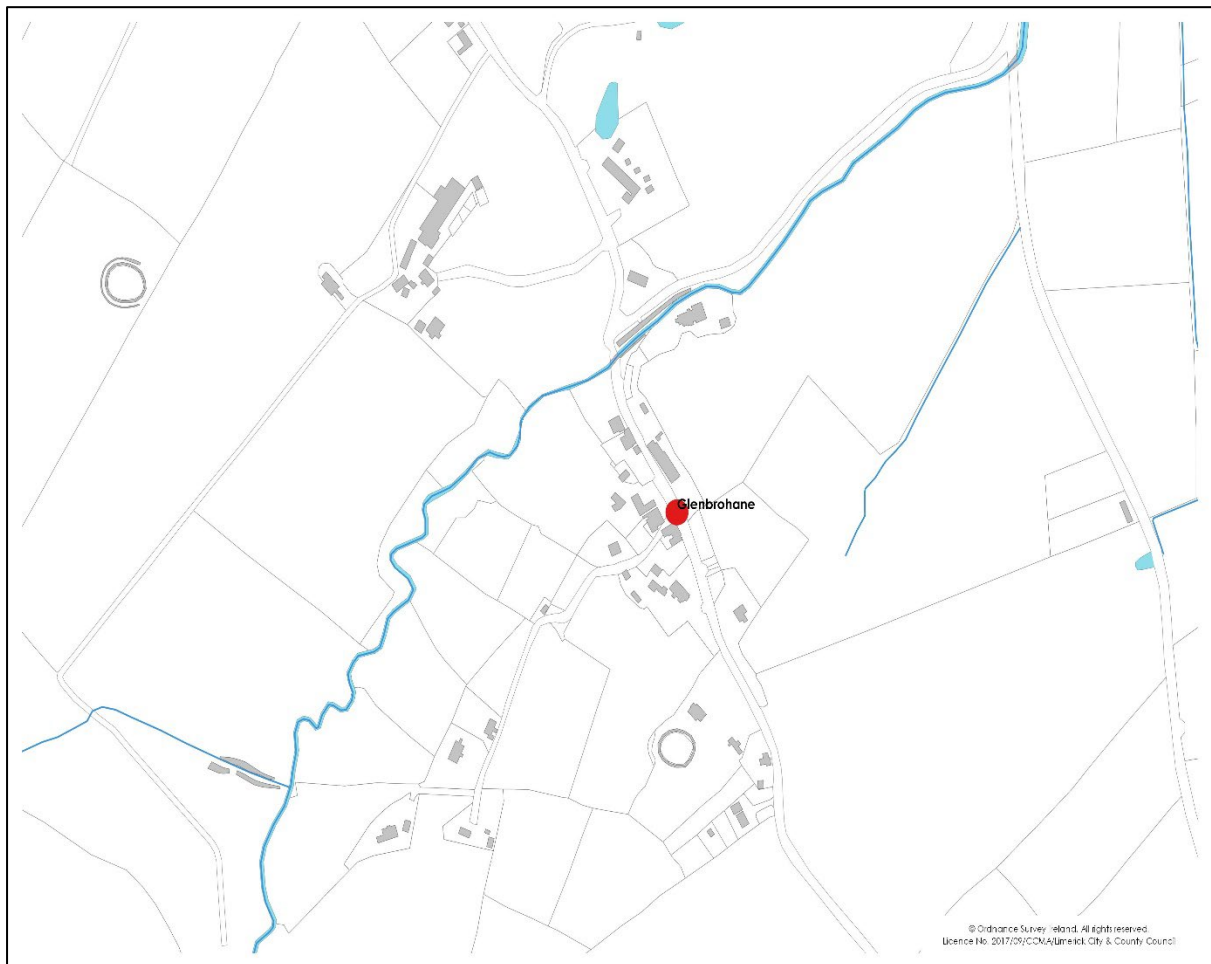 Glenbrohane
© Ordnance Survey Ireland. All rights reserved.
Licence No. 2017/09/CCMA/Limerick City & County Council